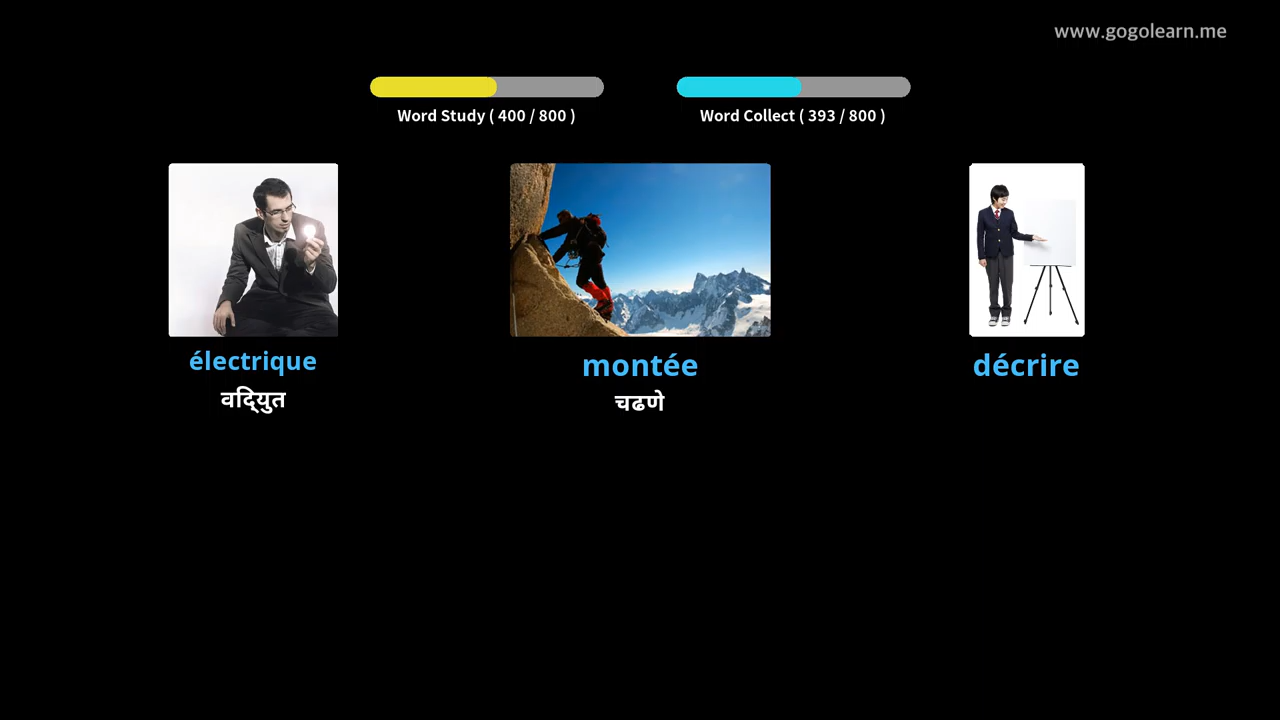 www.gogolearn.me
Word Study ( 400 / 800 )
Word Collect ( 393 / 800 )
électrique
montée
décrire
वदि्युत
चढणे